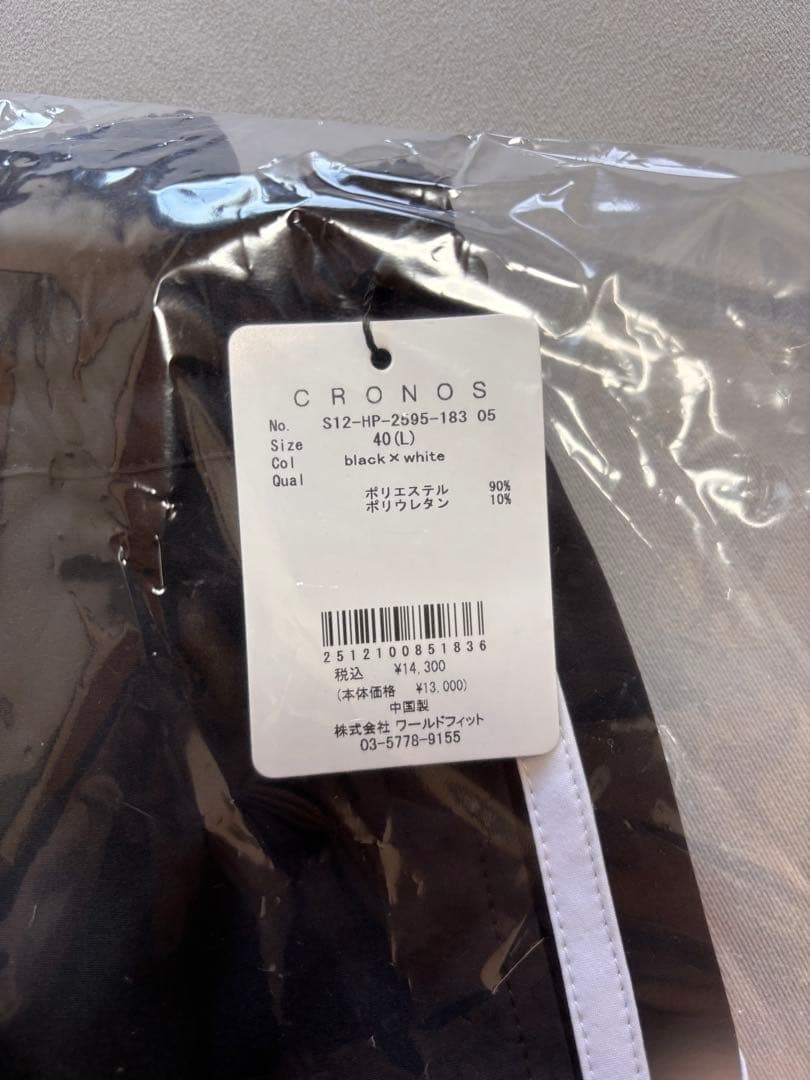 CRONOS
No. S12-HP-2595-183 05
Size 40(L)
Col black×white
Qual
ポリエステル 90%
ポリウレタン 10%
2512100851836
税込 ¥14,300
(本体価格 ¥13,000)
中国製
株式会社 ワールドフィット
03-5778-9155